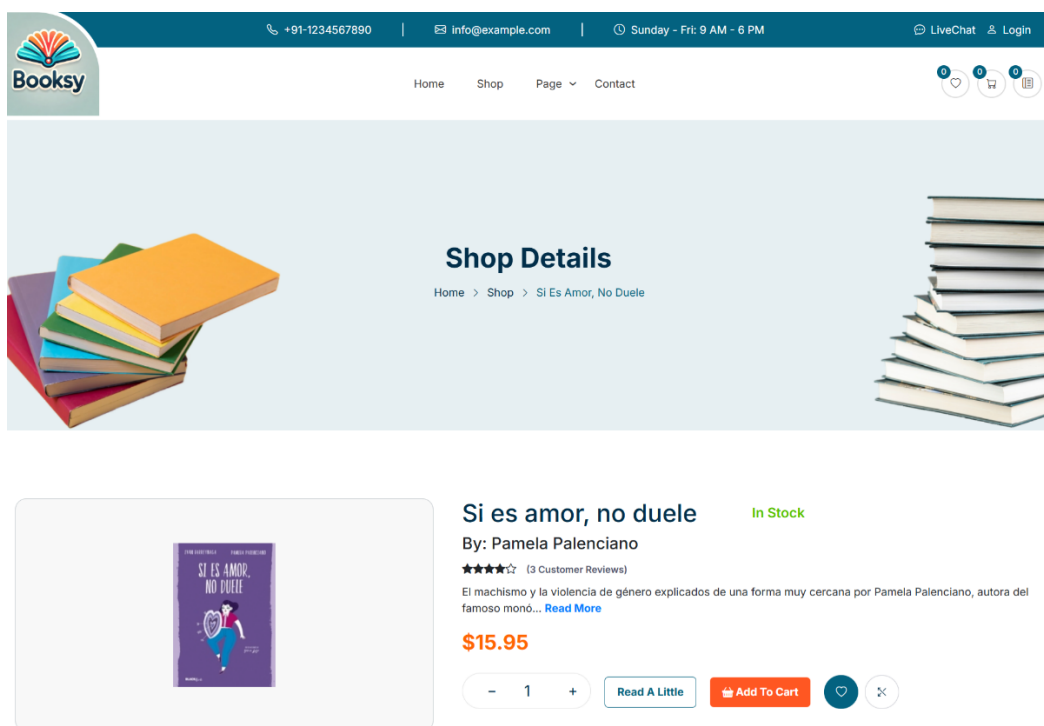 +91-1234567890 | info@example.com | Sunday - Fri: 9 AM - 6 PM LiveChat Login
Booksy
Home Shop Page Contact
0 0 0
Shop Details
Home > Shop > Si Es Amor, No Duele
Si es amor, no duele In Stock
By: Pamela Palenciano
(3 Customer Reviews)
El machismo y la violencia de género explicados de una forma muy cercana por Pamela Palenciano, autora del
famoso monó... Read More
$15.95
- 1 + Read A Little Add To Cart
PAMELA PALENCIANO
SI ES AMOR,
NO DUELE